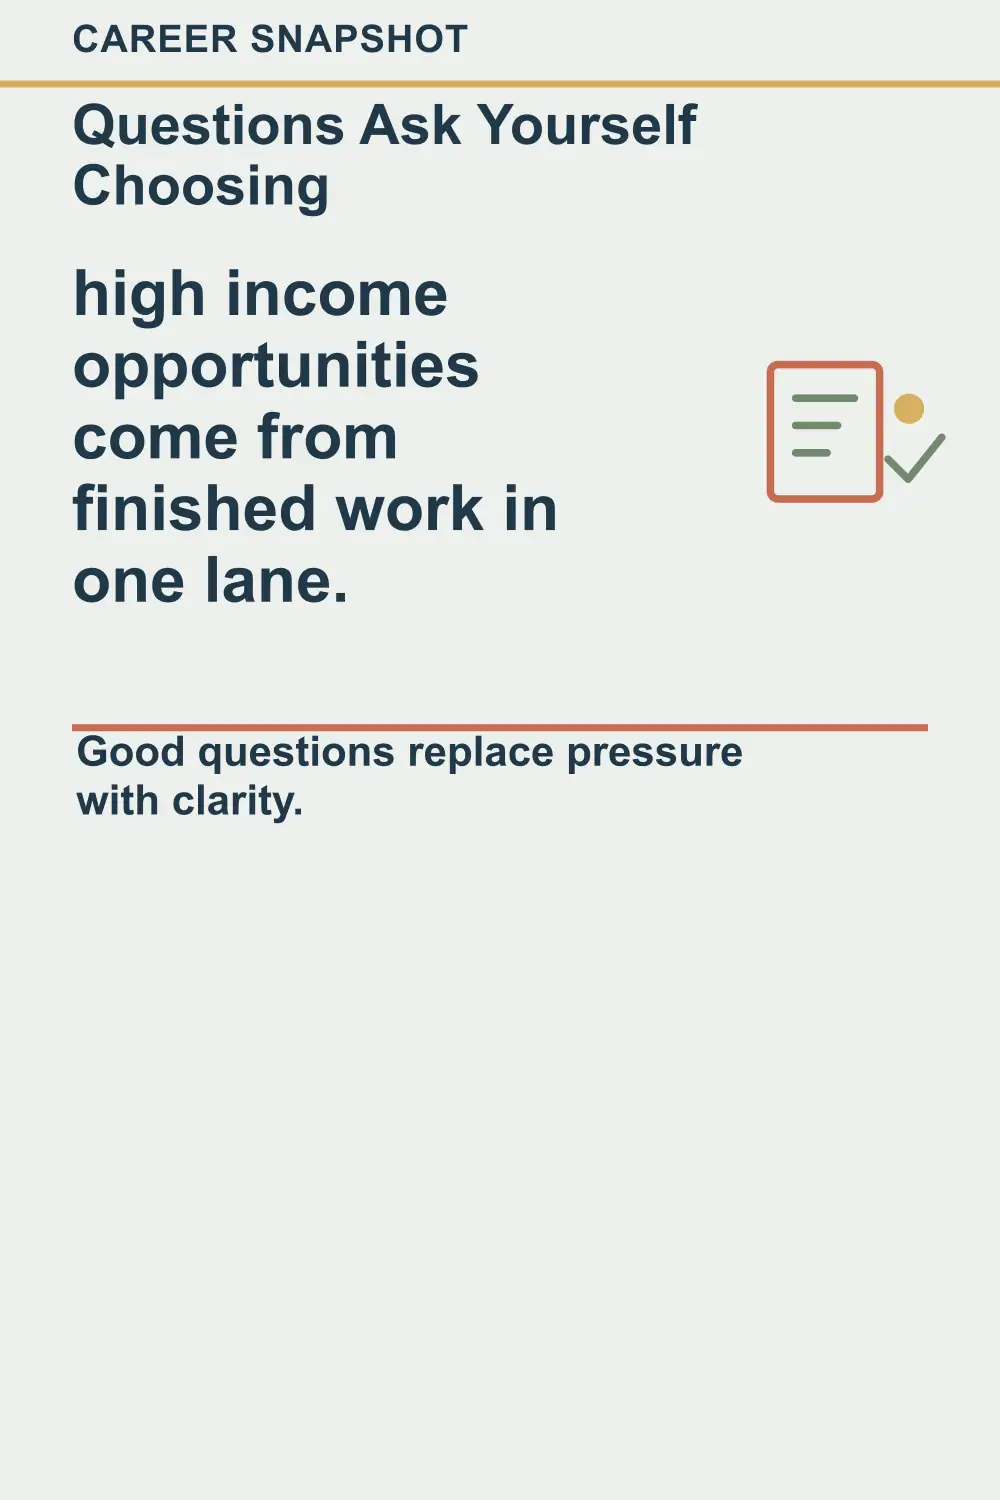 CAREER SNAPSHOT
Questions Ask Yourself
Choosing
high income
opportunities
come from
finished work in
one lane.
Good questions replace pressure
with clarity.